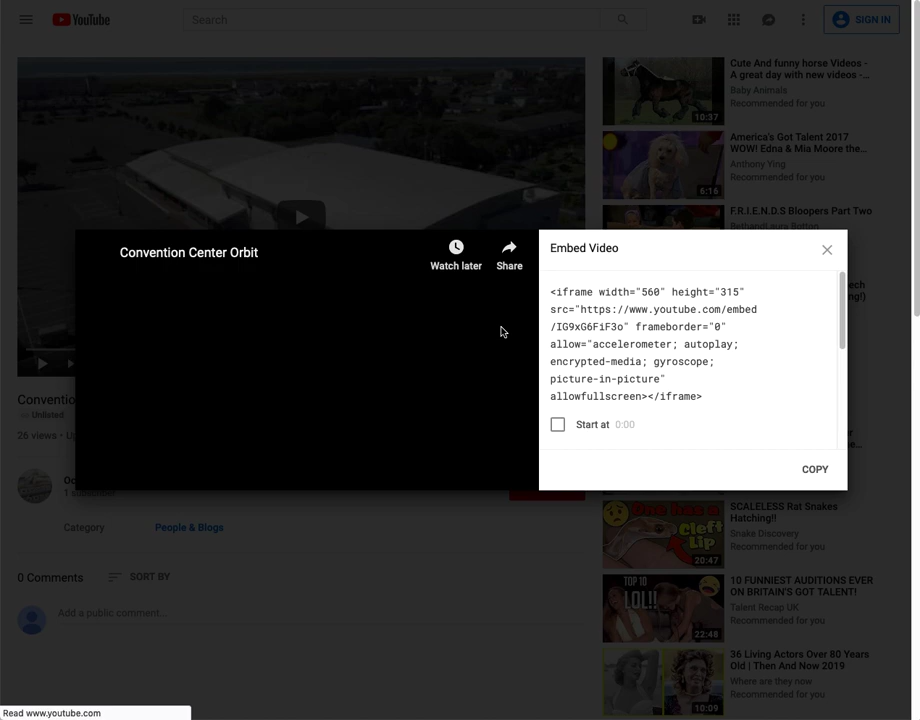 YouTube
Search
SIGN IN
Cute And funny horse Videos -
A great day with new videos -...
Baby Animals
Recommended for you
10:37
America's Got Talent 2017
WOW! Edna & Mia Moore the...
Anthony Ying
Recommended for you
6:16
F.R.I.E.N.D.S Bloopers Part Two
BethandLaura Botton
Convention Center Orbit
Watch later
Share
Embed Video
<iframe width="560" height="315"
src="https://www.youtube.com/embed
/IG9xG6FiF3o" frameborder="0"
allow="accelerometer; autoplay;
encrypted-media; gyroscope;
picture-in-picture"
allowfullscreen></iframe>
Start at 0:00
COPY
Conventio
Unlisted
26 views • Up
Oc
1 subscriber
Category
People & Blogs
0 Comments
SORT BY
Add a public comment...
SCALELESS Rat Snakes
Hatching!!
Snake Discovery
Recommended for you
One has a
Cleft
Lip
20:47
10 FUNNIEST AUDITIONS EVER
ON BRITAIN'S GOT TALENT!
Talent Recap UK
Recommended for you
TOP 10
LOL!!
22:48
36 Living Actors Over 80 Years
Old | Then And Now 2019
Where are they now
Recommended for you
10:09
Read www.youtube.com